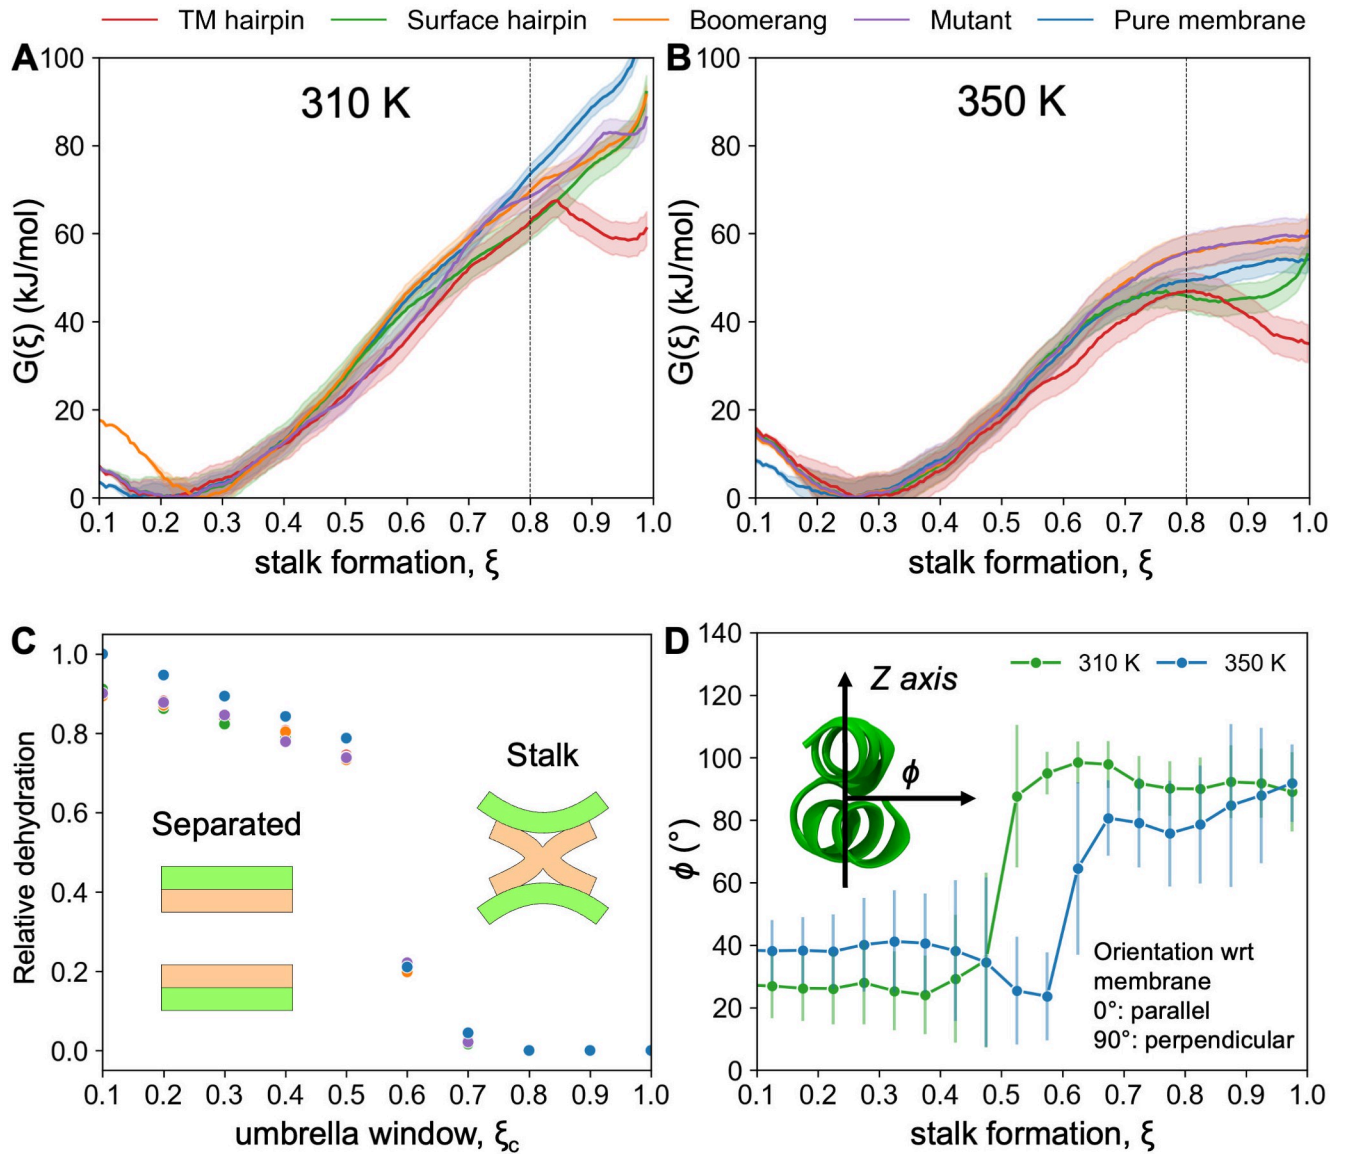 TM hairpin Surface hairpin Boomerang Mutant Pure membrane
A
310 K
G(ξ) (kJ/mol)
100
80
60
40
20
0
0.1 0.2 0.3 0.4 0.5 0.6 0.7 0.8 0.9 1.0
stalk formation, ξ
B
350 K
G(ξ) (kJ/mol)
100
80
60
40
20
0
0.1 0.2 0.3 0.4 0.5 0.6 0.7 0.8 0.9 1.0
stalk formation, ξ
C
Relative dehydration
1.0
0.8
0.6
0.4
0.2
0.0
Stalk
Separated
0.1 0.2 0.3 0.4 0.5 0.6 0.7 0.8 0.9 1.0
umbrella window, ξc
D
ϕ (°)
140
120
100
80
60
40
20
0
310 K 350 K
Z axis
ϕ
Orientation wrt
membrane
0°: parallel
90°: perpendicular
0.1 0.2 0.3 0.4 0.5 0.6 0.7 0.8 0.9 1.0
stalk formation, ξ